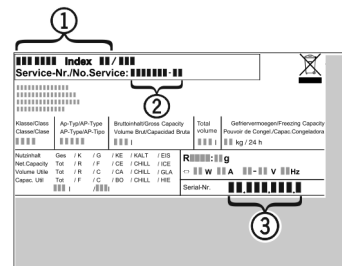 1
Index /
Service-Nr./No.Service: -
2
Klasse/Class Ap-Typ/AP-Type Bruttoinhalt/Gross Capacity Total Gefriervermogen/Freezing Capacity
Classe/Clase AP-Type/AP-Tipo Volume Brut/Capacidad Bruta volume Pouvoir de Congel./Capac.Congeladora
l l kg / 24 h
Nutzinhalt Ges / K / G / KE / KALT / EIS R : g
Net.Capacity Tot / R / F / CE / CHILL / ICE
Volume Utile Tot / R / C / CA / CHILL / GLA W A - V Hz
Capac. Util Tot / F / C / BO / CHILL / HIE
l / l Serial-Nr. . . .
3